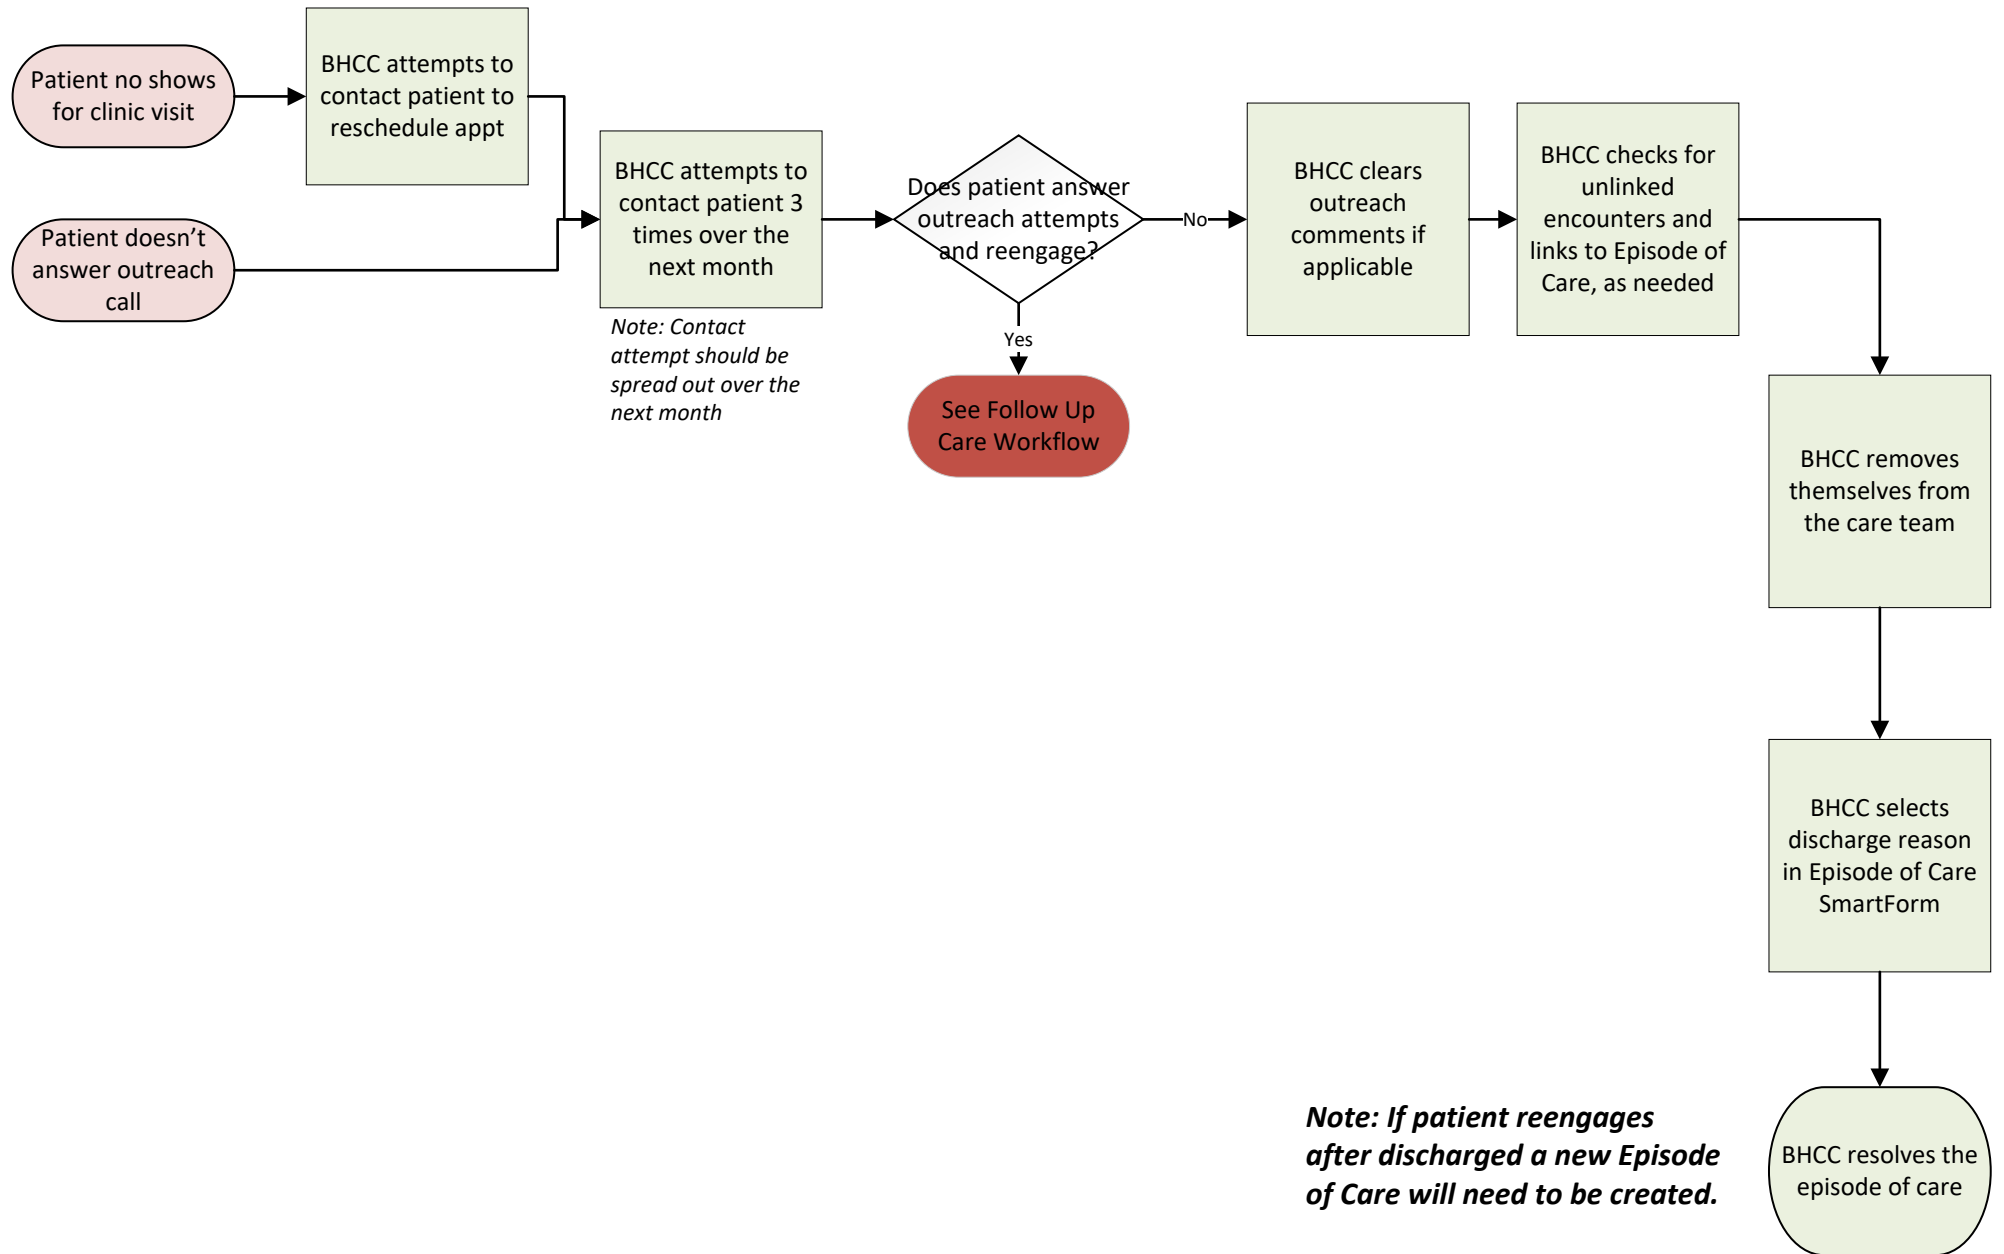 Patient no shows
for clinic visit
BHCC attempts to
contact patient to
reschedule appt
Patient doesn’t
answer outreach
call
BHCC attempts to
contact patient 3
times over the
next month
Note: Contact
attempt should be
spread out over the
next month
Does patient answer
outreach attempts
and reengage?
Yes
See Follow Up
Care Workflow
No
BHCC clears
outreach
comments if
applicable
BHCC checks for
unlinked
encounters and
links to Episode of
Care, as needed
BHCC removes
themselves from
the care team
BHCC selects
discharge reason
in Episode of Care
SmartForm
BHCC resolves the
episode of care
Note: If patient reengages
after discharged a new Episode
of Care will need to be created.